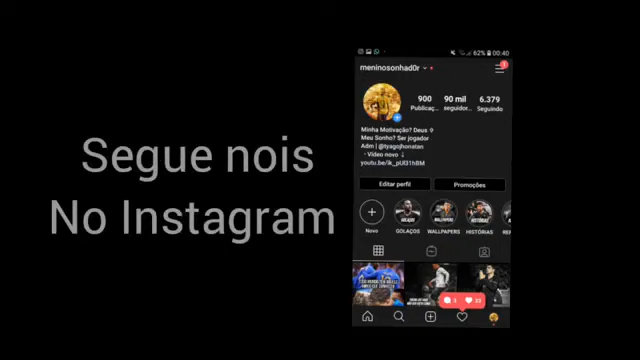 Segue nois
No Instagram
62% 00:40
meninosonhad0r
1
900 90 mil 6.379
Publicaç... seguidor... Seguindo
Minha Motivação? Deus
Meu Sonho? Ser jogador
Adm | @tyagojhonatan
- Vídeo novo ↓
youtu.be/ik_pUl31hBM
Editar perfil Promoções
Novo GOLAÇOS WALLPAPERS HISTÓRIAS